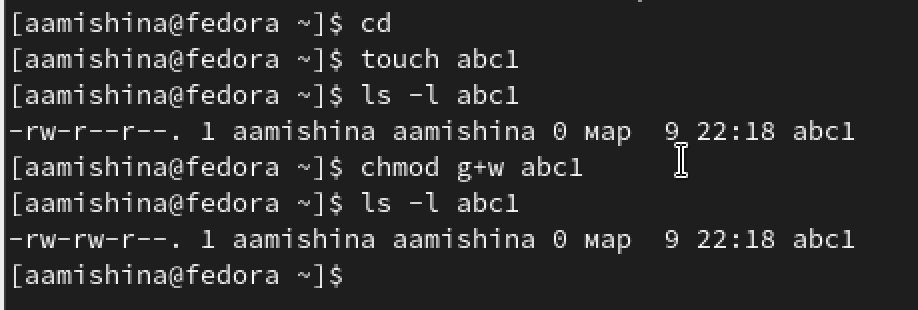 [aamishina@fedora ~]$ cd
[aamishina@fedora ~]$ touch abc1
[aamishina@fedora ~]$ ls -l abc1
-rw-r--r--. 1 aamishina aamishina 0 мар  9 22:18 abc1
[aamishina@fedora ~]$ chmod g+w abc1
[aamishina@fedora ~]$ ls -l abc1
-rw-rw-r--. 1 aamishina aamishina 0 мар  9 22:18 abc1
[aamishina@fedora ~]$